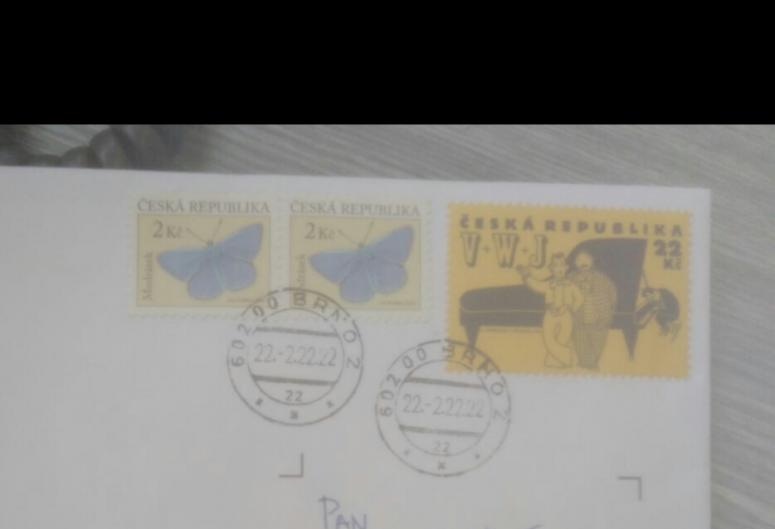 ČESKÁ REPUBLIKA
2 Kč
Modrásek
ČESKÁ REPUBLIKA
2 Kč
ČESKÁ REPUBLIKA
V+W+J
22
Kč
602 00 BRNO 2
22.-2.22.22
22
602 00 BRNO 2
22.-2.22.22
22
PAN